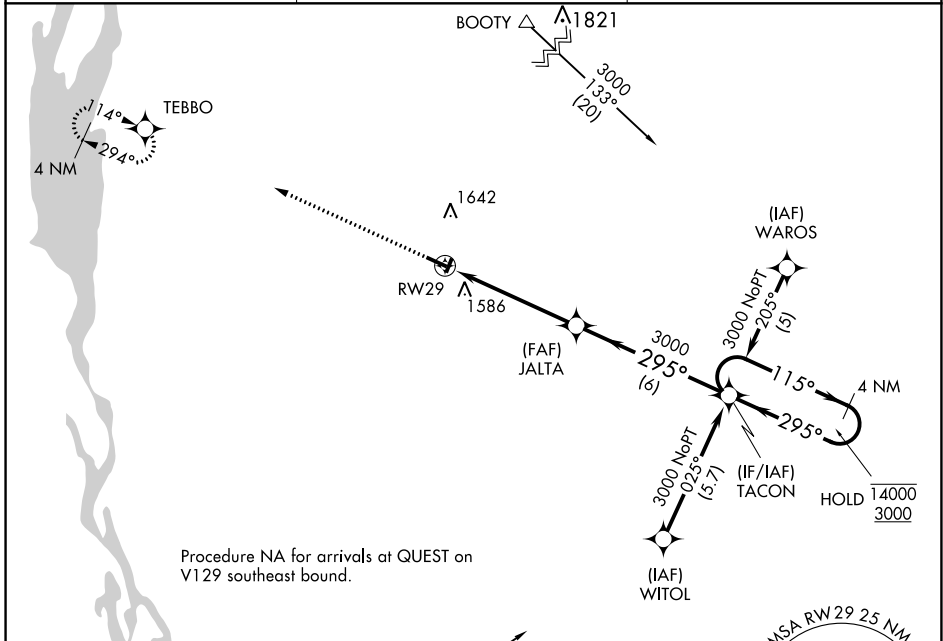 BOOTY
1821
3000
133°
(20)
TEBBO
114°
294°
4 NM
1642
RW29
1586
(IAF)
WAROS
3000 NoPT
205°
(5)
(FAF)
JALTA
3000
295°
(6)
115°
4 NM
295°
(IF/IAF)
TACON
HOLD
14000
3000
3000 NoPT
025°
(5.7)
(IAF)
WITOL
Procedure NA for arrivals at QUEST on
V129 southeast bound.
MSA RW29 25 NM